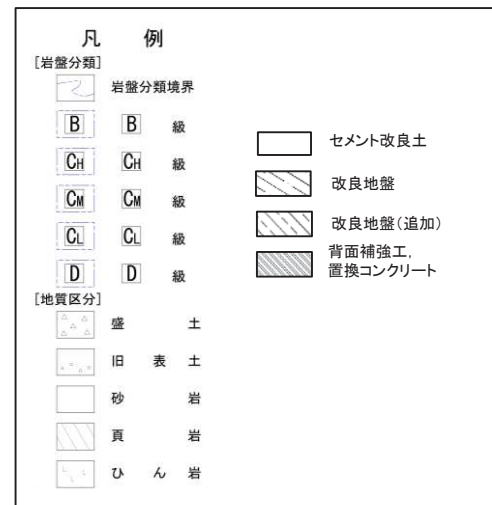 凡 例
[岩盤分類]
岩盤分類境界
B B 級
CH CH 級
CM CM 級
CL CL 級
D D 級
[地質区分]
盛 土
旧 表 土
砂 岩
頁 岩
ひ ん 岩
セメント改良土
改良地盤
改良地盤(追加)
背面補強工,
置換コンクリート